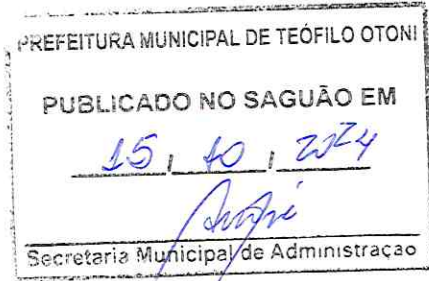 PREFEITURA MUNICIPAL DE TEÓFILO OTONI
PUBLICADO NO SAGUÃO EM
15, 10, 2024
Secretaria Municipal de Administração